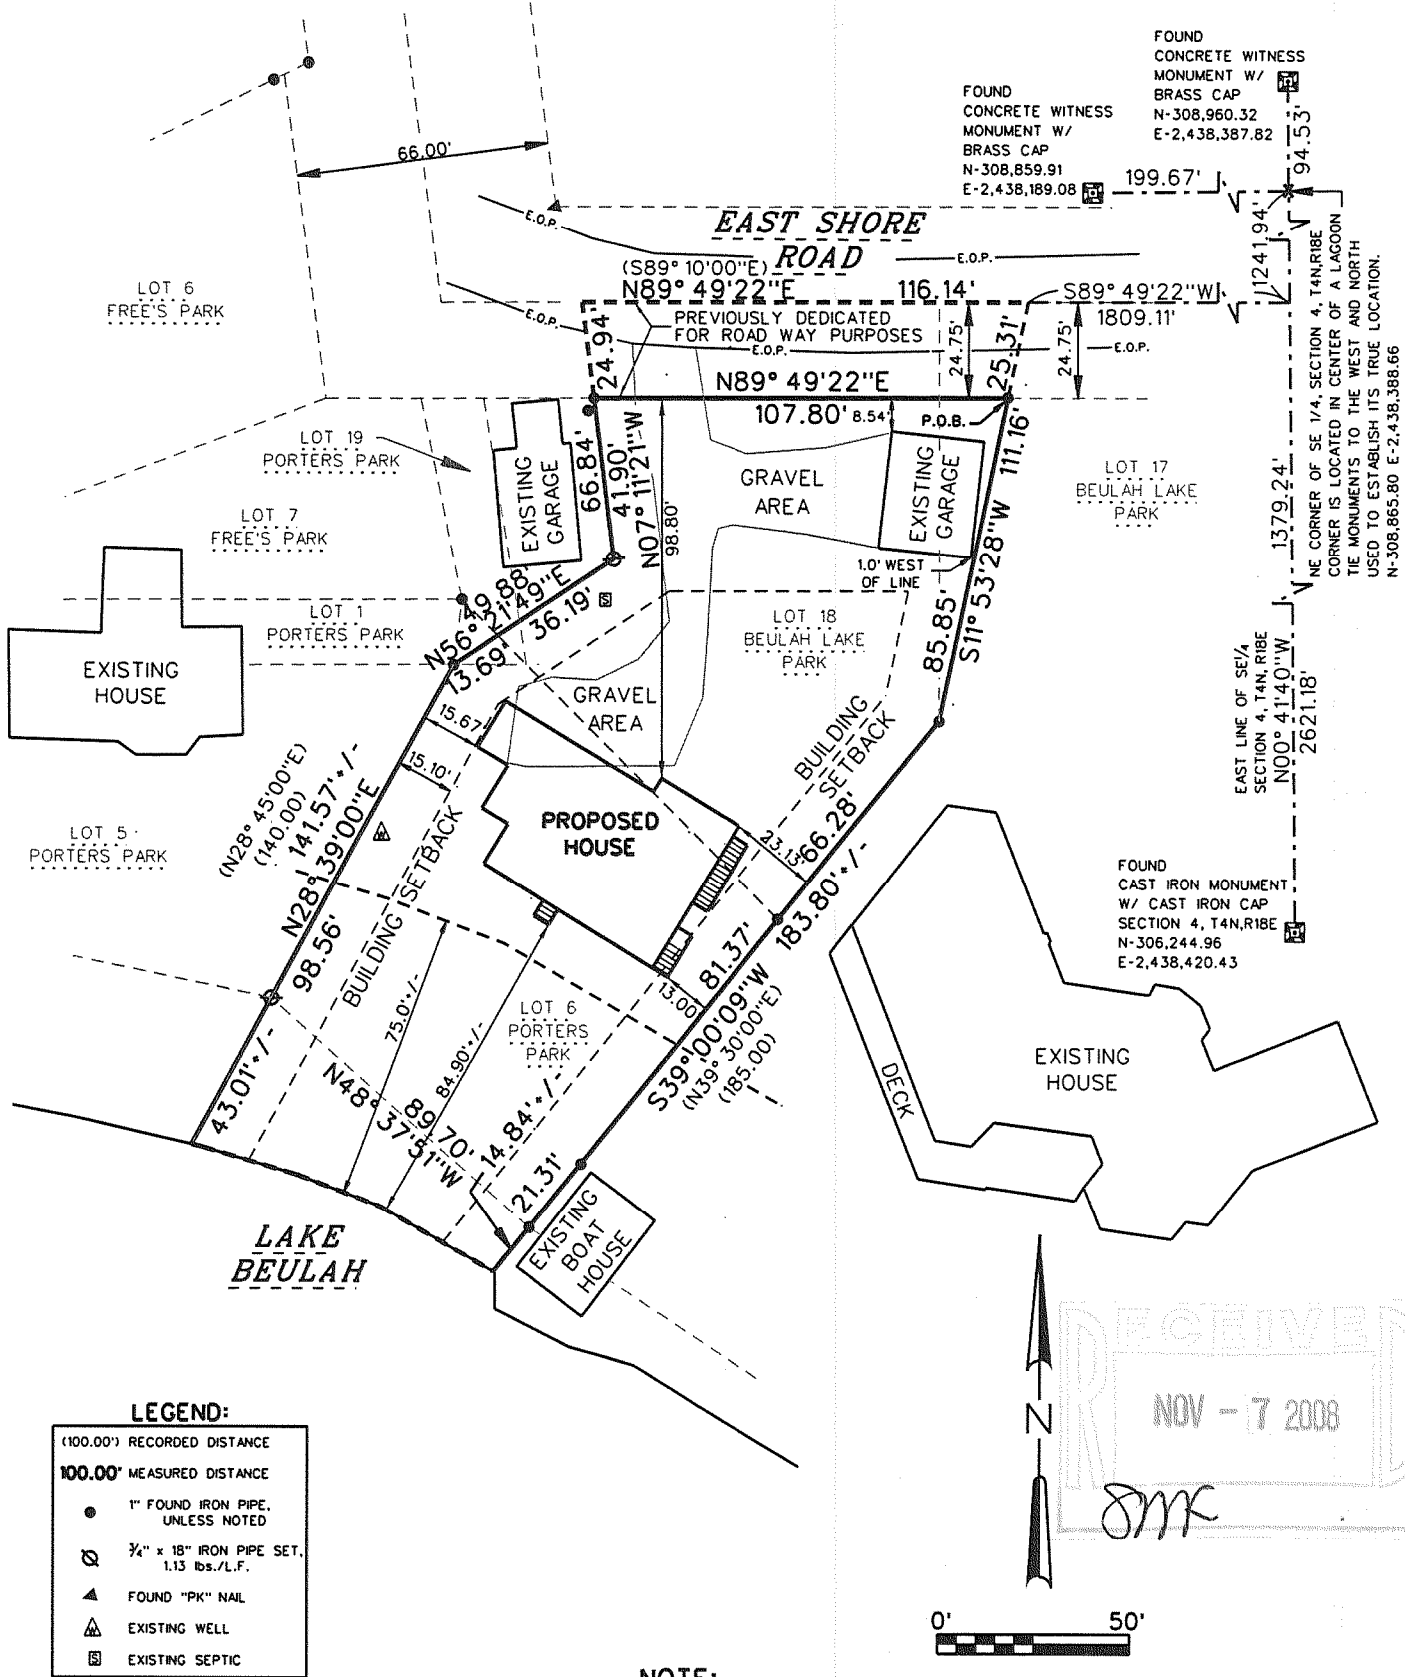 FOUND
CONCRETE WITNESS
MONUMENT W/
BRASS CAP
N-308,960.32
E-2,438,387.82
94.53'
FOUND
CONCRETE WITNESS
MONUMENT W/
BRASS CAP
N-308,859.91
E-2,438,189.08
199.67'
66.00'
E.O.P.
EAST SHORE
ROAD
E.O.P.
(S89° 10'00"E)
N89° 49'22"E 116.14'
S89° 49'22"W
1809.11'
1241.94'
LOT 6
FREE'S PARK
E.O.P.
PREVIOUSLY DEDICATED
FOR ROAD WAY PURPOSES
E.O.P.
E.O.P.
24.94'
24.75'
25.31'
24.75'
N89° 49'22"E
107.80'
8.54'
P.O.B.
NE CORNER OF SE 1/4, SECTION 4, T4N,R18E
CORNER IS LOCATED IN CENTER OF A LAGOON
TIE MONUMENTS TO THE WEST AND NORTH
USED TO ESTABLISH ITS TRUE LOCATION.
N-308,865.80 E-2,438,388.66
1379.24'
LOT 19
PORTERS PARK
EXISTING
GARAGE
66.84'
41.90'
N07° 11'21"W
98.80'
GRAVEL
AREA
EXISTING
GARAGE
111.16'
S11° 53'28"W
85.85'
1.0' WEST
OF LINE
LOT 17
BEULAH LAKE
PARK
LOT 7
FREE'S PARK
LOT 1
PORTERS PARK
49.88'
N56° 21'49"E
36.19'
13.69'
S
LOT 18
BEULAH LAKE
PARK
EXISTING
HOUSE
GRAVEL
AREA
15.67'
15.10'
BUILDING
SETBACK
EAST LINE OF SE1/4
SECTION 4, T4N, R18E
N00° 41'40"W
2621.18'
(N28° 45'00"E)
(140.00)
141.57'+/-
N28° 39'00"E
98.56'
LOT 5
PORTERS PARK
W
PROPOSED
HOUSE
BUILDING SETBACK
23.13'
66.28'
183.80'+/-
81.37'
13.00
S39° 00'09"W
(N39° 30'00"E)
(185.00)
FOUND
CAST IRON MONUMENT
W/ CAST IRON CAP
SECTION 4, T4N,R18E
N-306,244.96
E-2,438,420.43
LOT 6
PORTERS
PARK
75.0'+/-
84.90'+/-
43.01'+/-
89.70'
N48° 37'51"W
14.84'+/-
21.31'
EXISTING
BOAT
HOUSE
DECK
EXISTING
HOUSE
LAKE
BEULAH
RECEIVED
NOV - 7 2008
SMK
N
0' 50'
LEGEND:
(100.00') RECORDED DISTANCE
100.00' MEASURED DISTANCE
1" FOUND IRON PIPE,
UNLESS NOTED
3/4" x 18" IRON PIPE SET,
1.13 lbs./L.F.
FOUND "PK" NAIL
W EXISTING WELL
S EXISTING SEPTIC
NOTE: